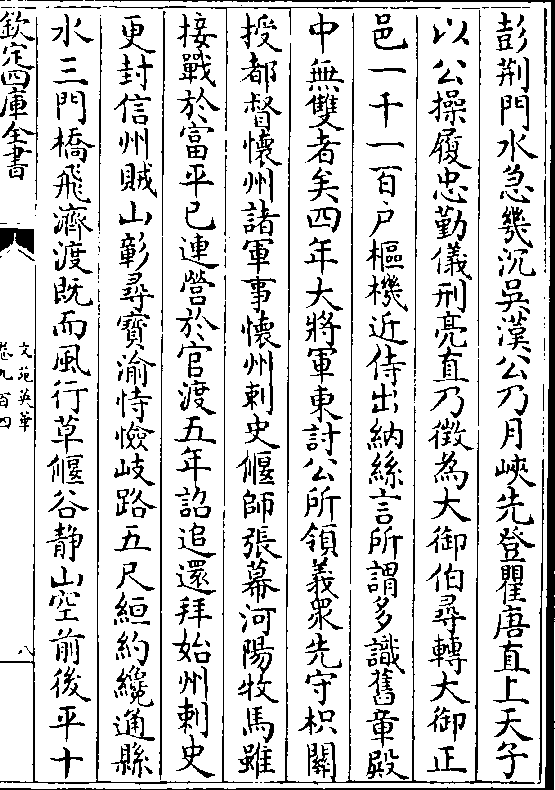 彭荆門水急幾沉吳漢公乃月峽先登瞿唐直上天子
以公操履忠勤儀刑亮直乃徵為大御伯尋轉大御正
邑一千一百户樞機近侍出納絲言所謂多識舊章殿
中無雙者矣四年大將軍東討公所領義衆先守枳關
授都督懷州諸軍事懷州刺史偃師張幕河陽牧馬雖
接戰於富平已連營於官渡五年詔追還拜始州刺史
更封信州賊山彰尋寳渝恃憸岐路五尺絙約纔通縣
水三門橋飛濟渡既而風行草偃谷静山空前後平十
欽定四庫全書
文苑英華
卷九百四
八